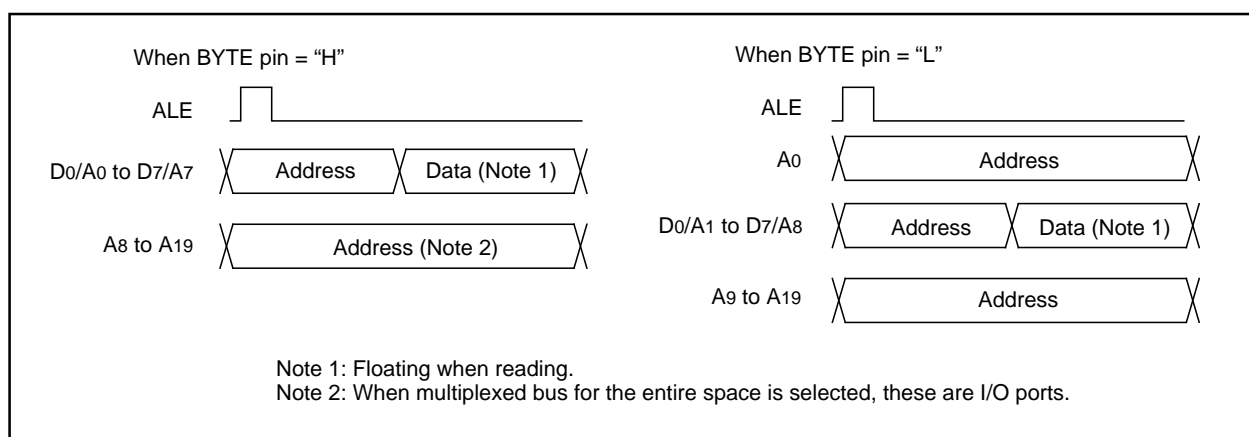 When BYTE pin = “H”
ALE
D0/A0 to D7/A7
Address
Data (Note 1)
A8 to A19
Address (Note 2)
When BYTE pin = “L”
ALE
A0
Address
D0/A1 to D7/A8
Address
Data (Note 1)
A9 to A19
Address
Note 1: Floating when reading.
Note 2: When multiplexed bus for the entire space is selected, these are I/O ports.